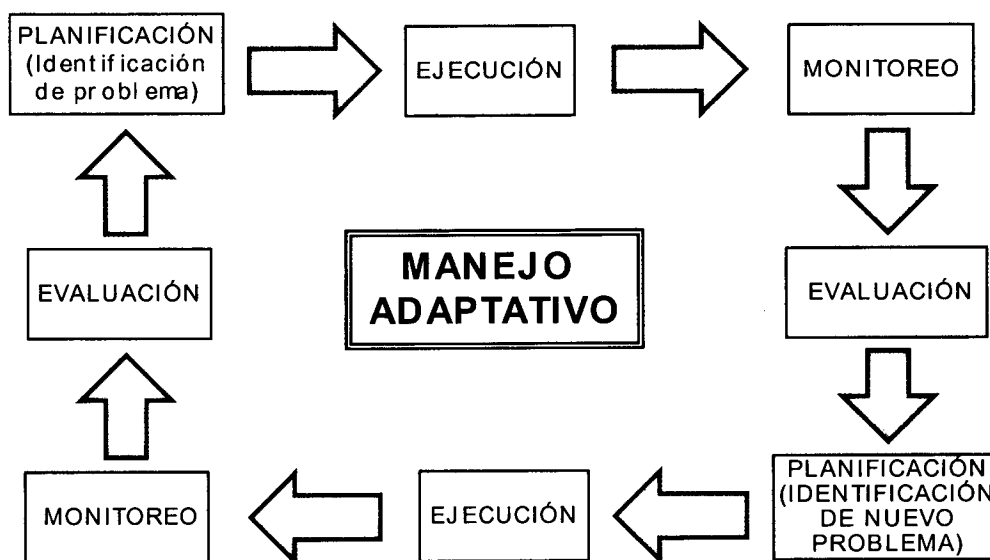 PLANIFICACIÓN
(Identificación
de problema)
EJECUCIÓN
MONITOREO
EVALUACIÓN
MANEJO
ADAPTATIVO
EVALUACIÓN
MONITOREO
EJECUCIÓN
PLANIFICACIÓN
(IDENTIFICACIÓN
DE NUEVO
PROBLEMA)